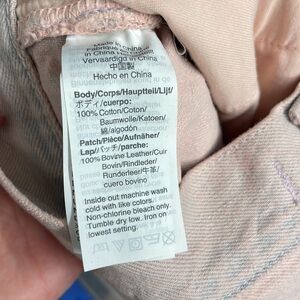 Made in China
Fabriqué en Chine
In China
Vervaardigd in China
中国製
Hecho en China
Body/Corps/Hauptteil/Lijf/
ボディ/cuerpo:
100% Cotton/Coton/
Baumwolle/Katoen/
綿/algodón
Patch/Pièce/Aufnäher/
Lap/パッチ/parche:
100% Bovine Leather/Cuir
Bovin/Rindleder/
Runderleer/牛革/
cuero bovino
Inside out machine wash
cold with like colors.
Non-chlorine bleach only.
Tumble dry low. Iron on
lowest setting.